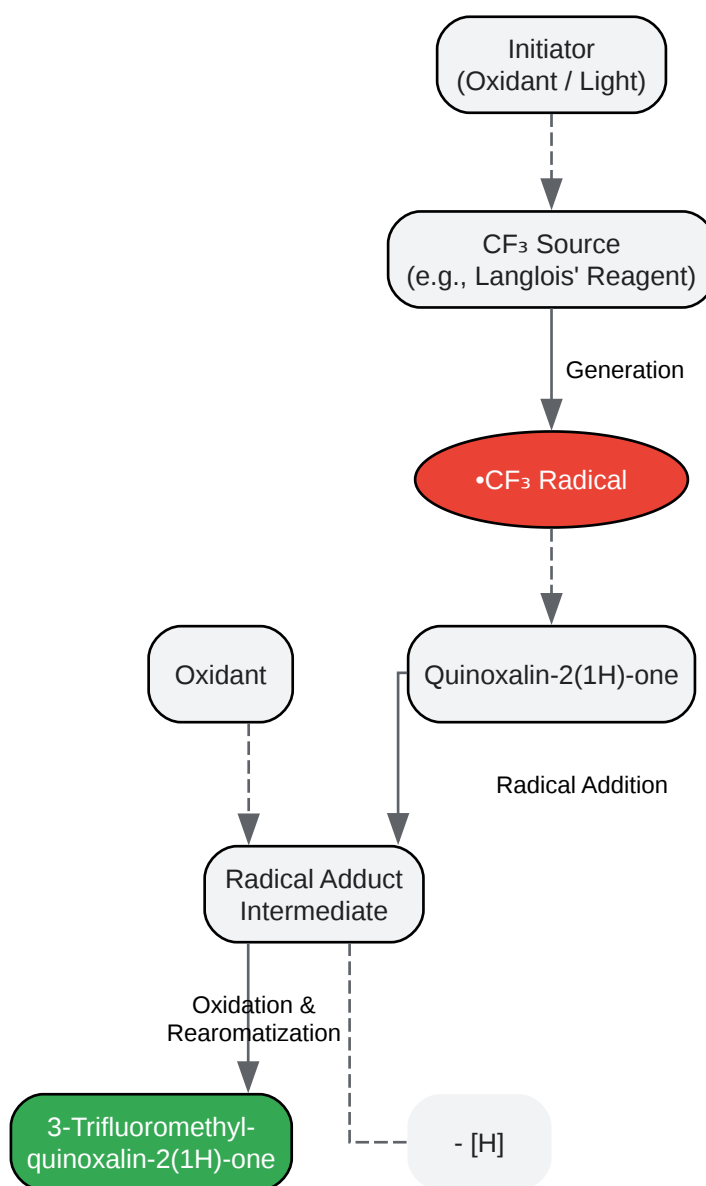 Initiator
(Oxidant / Light)
CF₃ Source
(e.g., Langlois' Reagent)
Generation
•CF₃ Radical
Oxidant
Quinoxalin-2(1H)-one
Radical Addition
Radical Adduct
Intermediate
Oxidation &
Rearomatization
3-Trifluoromethyl-
quinoxalin-2(1H)-one
- [H]